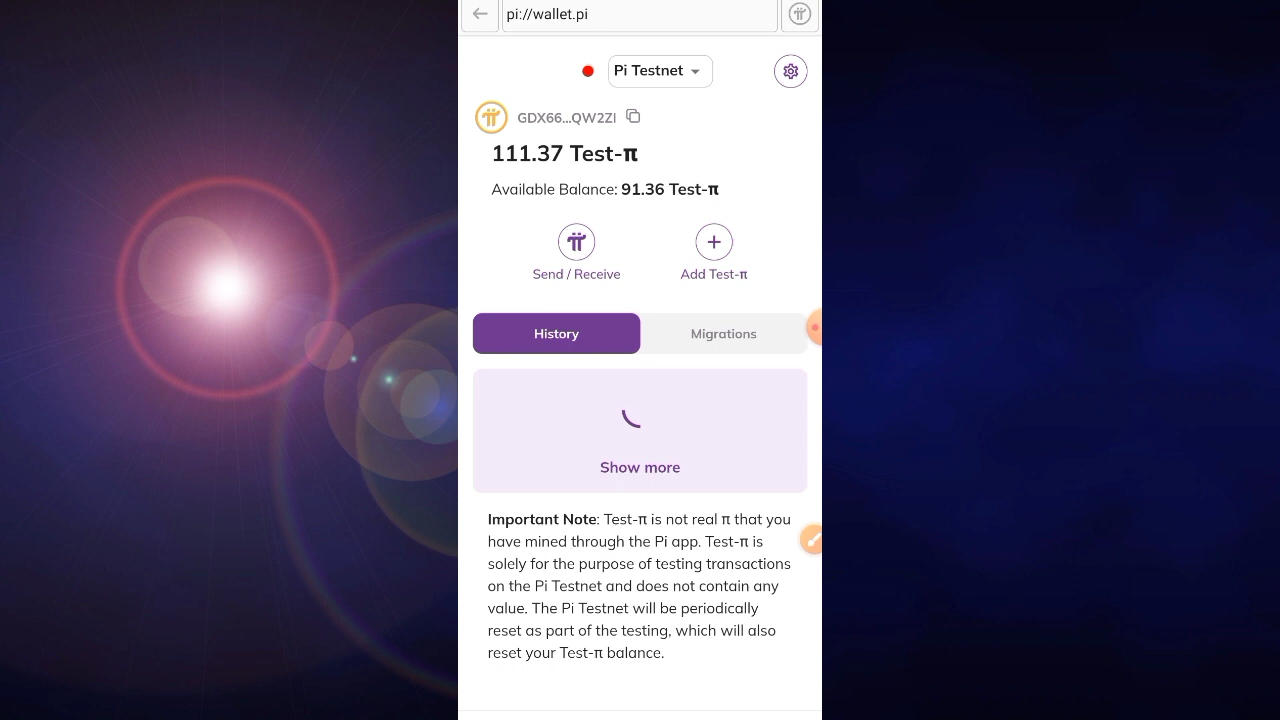 pi://wallet.pi
Pi Testnet
GDX66...QW2ZI
111.37 Test-π
Available Balance: 91.36 Test-π
Send / Receive
Add Test-π
History
Migrations
Show more
Important Note: Test-π is not real π that you
have mined through the Pi app. Test-π is
solely for the purpose of testing transactions
on the Pi Testnet and does not contain any
value. The Pi Testnet will be periodically
reset as part of the testing, which will also
reset your Test-π balance.